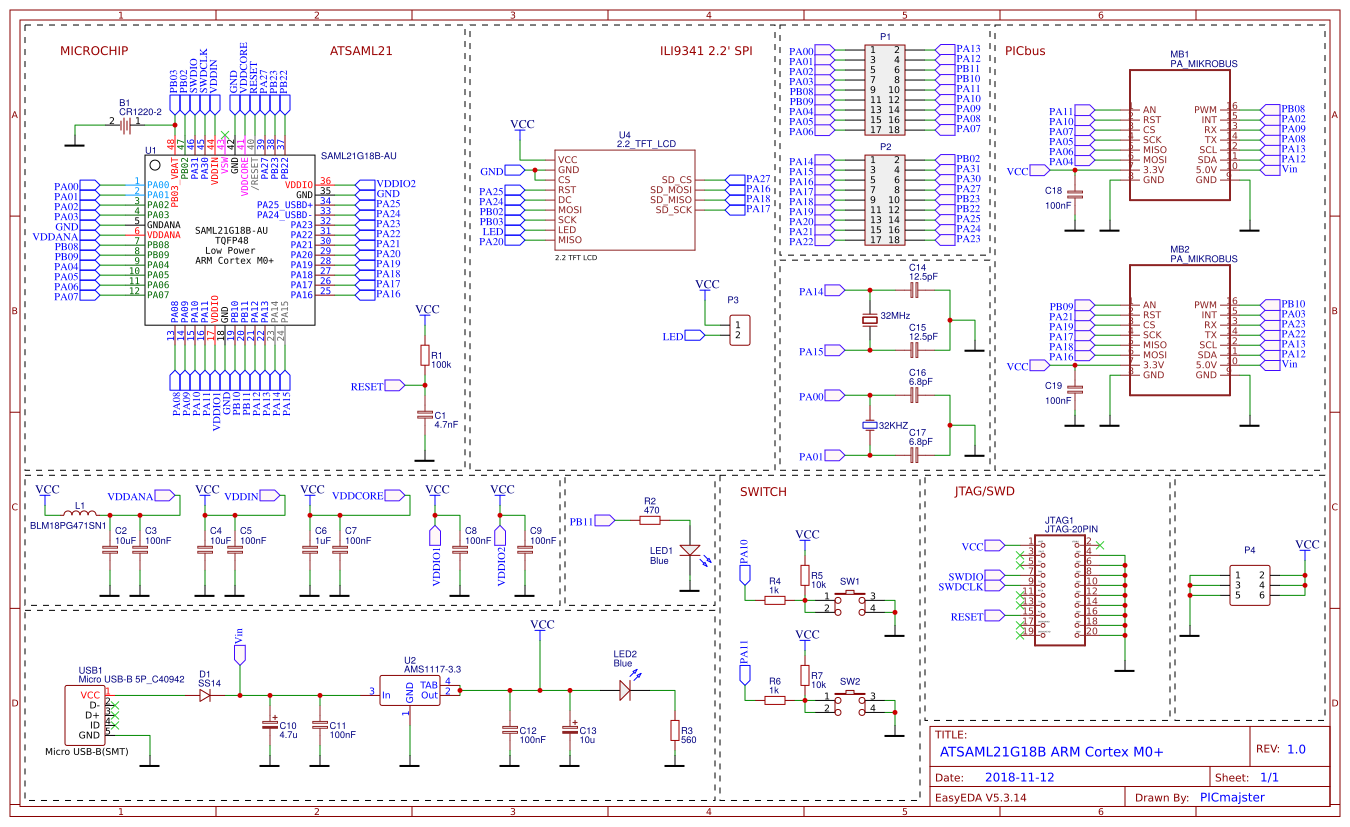 1 2 3 4 5 6
A
B
C
D
MICROCHIP
ATSAML21
PB03
PB02
SWDIO
SWDCLK
VDDIN
GND
VDDCORE
RESET
PA27
PB23
PB22
B1
CR1220-2
2 1
48 47 46 45 44 43 42 41 40 39 38 37
PB03_VBAT
PB02
PA31
PA30
VDDIN
VSW
GND
VDDCORE
/RESET
PA27
PB23
PB22
U1
SAML21G18B-AU
PA00 1 PA00
PA01 2 PA01
PA02 3 PA02
PA03 4 PA03
GND 5 GNDANA
VDDANA 6 VDDANA
PB08 7 PB08
PB09 8 PB09
PA04 9 PA04
PA05 10 PA05
PA06 11 PA06
PA07 12 PA07
SAML21G18B-AU
TQFP48
Low Power
ARM Cortex M0+
VDDIO 36 VDDIO2
GND 35 GND
PA25_USBD+ 34 PA25
PA24_USBD- 33 PA24
PA23 32 PA23
PA22 31 PA22
PA21 30 PA21
PA20 29 PA20
PA19 28 PA19
PA18 27 PA18
PA17 26 PA17
PA16 25 PA16
PA08
PA09
PA10
PA11
VDDIO
GND
PB10
PB11
PA12
PA13
PA14
PA15
13 14 15 16 17 18 19 20 21 22 23 24
PA08
PA09
PA10
PA11
VDDIO1
GND
PB10
PB11
PA12
PA13
PA14
PA15
VCC
R1
100k
RESET
C1
4.7nF
ILI9341 2.2' SPI
VCC
U4
2.2_TFT_LCD
VCC
GND GND
CS
PA25 RST
PA24 DC
PB02 MOSI
PB03 SCK
LED LED
PA20 MISO
SD_CS PA27
SD_MOSI PA16
SD_MISO PA18
SD_SCK PA17
2.2 TFT LCD
VCC
P3
1
LED 2
P1
PA00 1 2 PA13
PA01 3 4 PA12
PA02 5 6 PB11
PA03 7 8 PB10
PB08 9 10 PA11
PB09 11 12 PA10
PA04 13 14 PA09
PA05 15 16 PA08
PA06 17 18 PA07
P2
PA14 1 2 PB02
PA15 3 4 PA31
PA16 5 6 PA30
PA17 7 8 PA27
PA18 9 10 PB23
PA19 11 12 PB22
PA20 13 14 PA25
PA21 15 16 PA24
PA22 17 18 PA23
C14
12.5pF
PA14
32MHz
C15
12.5pF
PA15
C16
6.8pF
PA00
32KHZ
C17
6.8pF
PA01
PICbus
MB1
PA_MIKROBUS
PA11 1 AN PWM 16 PB08
PA10 2 RST INT 15 PA02
PA07 3 CS RX 14 PA09
PA05 4 SCK TX 13 PA08
PA06 5 MISO SCL 12 PA13
PA04 6 MOSI SDA 11 PA12
VCC 7 3.3V 5.0V 10 Vin
8 GND GND 9
C18
100nF
MB2
PA_MIKROBUS
PB09 1 AN PWM 16 PB10
PA21 2 RST INT 15 PA03
PA19 3 CS RX 14 PA23
PA17 4 SCK TX 13 PA22
PA18 5 MISO SCL 12 PA13
PA16 6 MOSI SDA 11 PA12
VCC 7 3.3V 5.0V 10 Vin
8 GND GND 9
C19
100nF
VCC
L1
BLM18PG471SN1
VDDANA
C2
10uF
C3
100nF
VCC
VDDIN
C4
10uF
C5
100nF
VCC
VDDCORE
C6
1uF
C7
100nF
VCC
VDDIO1
C8
100nF
VCC
VDDIO2
C9
100nF
PB11
R2
470
LED1
Blue
SWITCH
PA10
VCC
R4
1k
R5
10k
SW1
1 3
2 4
PA11
VCC
R6
1k
R7
10k
SW2
1 3
2 4
JTAG/SWD
JTAG1
JTAG-20PIN
VCC 1 2
3 4
5 6
SWDIO 7 8
SWDCLK 9 10
11 12
13 14
RESET 15 16
17 18
19 20
P4
VCC
1 2
3 4
5 6
USB1
Micro USB-B 5P_C40942
VCC 1
D- 2
D+ 3
ID 4
GND 5
Micro USB-B(SMT)
D1
SS14
Vin
C10
4.7u
C11
100nF
U2
AMS1117-3.3
3 In GND TAB 4
Out 2
1
VCC
C12
100nF
C13
10u
LED2
Blue
R3
560
TITLE:
ATSAML21G18B ARM Cortex M0+
REV: 1.0
Date: 2018-11-12
Sheet: 1/1
EasyEDA V5.3.14
Drawn By: PICmajster
A
B
C
D
1 2 3 4 5 6